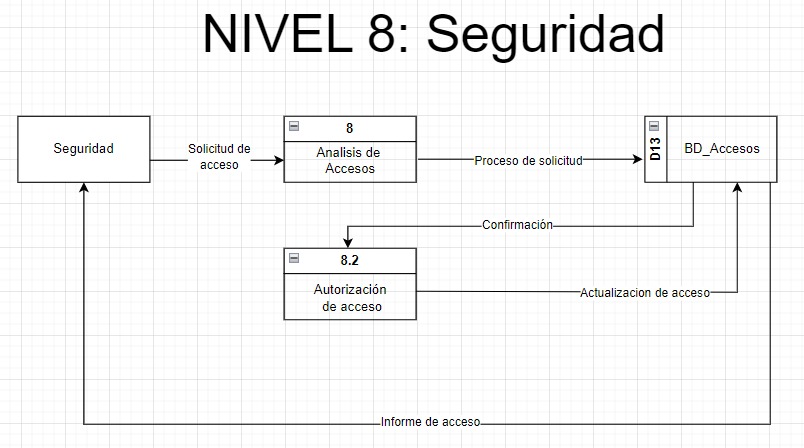 NIVEL 8: Seguridad
Seguridad
Solicitud de
acceso
8
Analisis de
Accesos
Proceso de solicitud
D13
BD_Accesos
Confirmación
8.2
Autorización
de acceso
Actualizacion de acceso
Informe de acceso